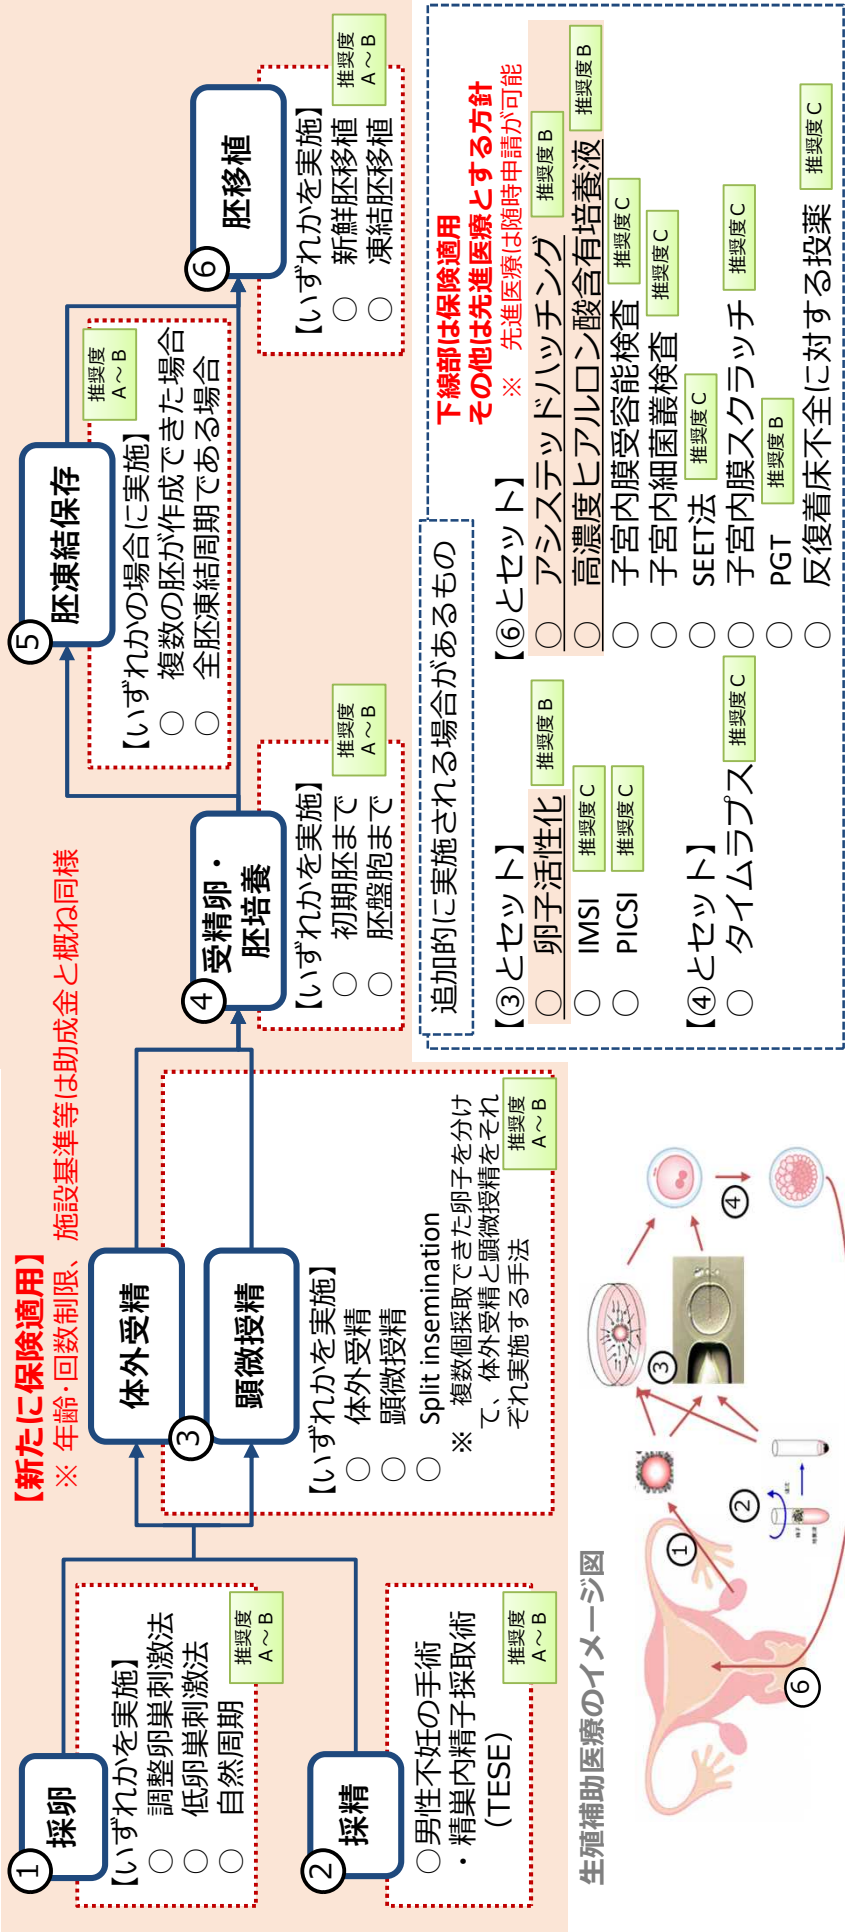 【新たに保険適用】
※ 年齢・回数制限、施設基準等は助成金と概ね同様
①
採卵
【いずれかを実施】
○ 調整卵巣刺激法
○ 低卵巣刺激法
○ 自然周期
推奨度
A～B
②
採精
○男性不妊の手術
・精巣内精子採取術
（TESE）
推奨度
A～B
③
体外受精
顕微授精
【いずれかを実施】
○ 体外受精
○ 顕微授精
○ Split insemination
※ 複数個採取できた卵子を分け
て、体外受精と顕微授精をそれ
ぞれ実施する手法
推奨度
A～B
④
受精卵・
胚培養
【いずれかを実施】
○ 初期胚まで
○ 胚盤胞まで
推奨度
A～B
⑤
胚凍結保存
【いずれかの場合に実施】
○ 複数の胚が作成できた場合
○ 全胚凍結周期である場合
推奨度
A～B
⑥
胚移植
【いずれかを実施】
○ 新鮮胚移植
○ 凍結胚移植
推奨度
A～B
生殖補助医療のイメージ図
①
②
③
④
⑥
追加的に実施される場合があるもの
下線部は保険適用
その他は先進医療とする方針
※ 先進医療は随時申請が可能
【③とセット】
○ 卵子活性化
推奨度Ｂ
○ IMSI
推奨度Ｃ
○ PICSI
推奨度Ｃ
【④とセット】
○ タイムラプス
推奨度Ｃ
【⑥とセット】
○ アシステッドハッチング
推奨度Ｂ
○ 高濃度ヒアルロン酸含有培養液
推奨度Ｂ
○ 子宮内膜受容能検査
推奨度Ｃ
○ 子宮内細菌叢検査
推奨度Ｃ
○ SEET法
推奨度Ｃ
○ 子宮内膜スクラッチ
推奨度Ｃ
○ PGT
推奨度Ｂ
○ 反復着床不全に対する投薬
推奨度Ｃ